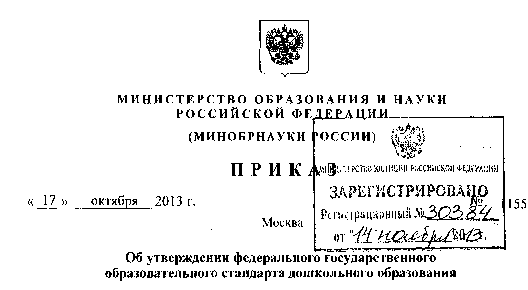 МИНИСТЕРСТВО ОБРАЗОВАНИЯ И НАУКИ
РОССИЙСКОЙ ФЕДЕРАЦИИ
(МИНОБРНАУКИ РОССИИ)
ПРИКАЗ
МИНИСТЕРСТВО ЮСТИЦИИ РОССИЙСКОЙ ФЕДЕРАЦИИ
ЗАРЕГИСТРИРОВАНО
Регистрационный № 30384
от "14 ноября 2013.
« 17 » октября 2013 г.
№ 155
Москва
Об утверждении федерального государственного
образовательного стандарта дошкольного образования